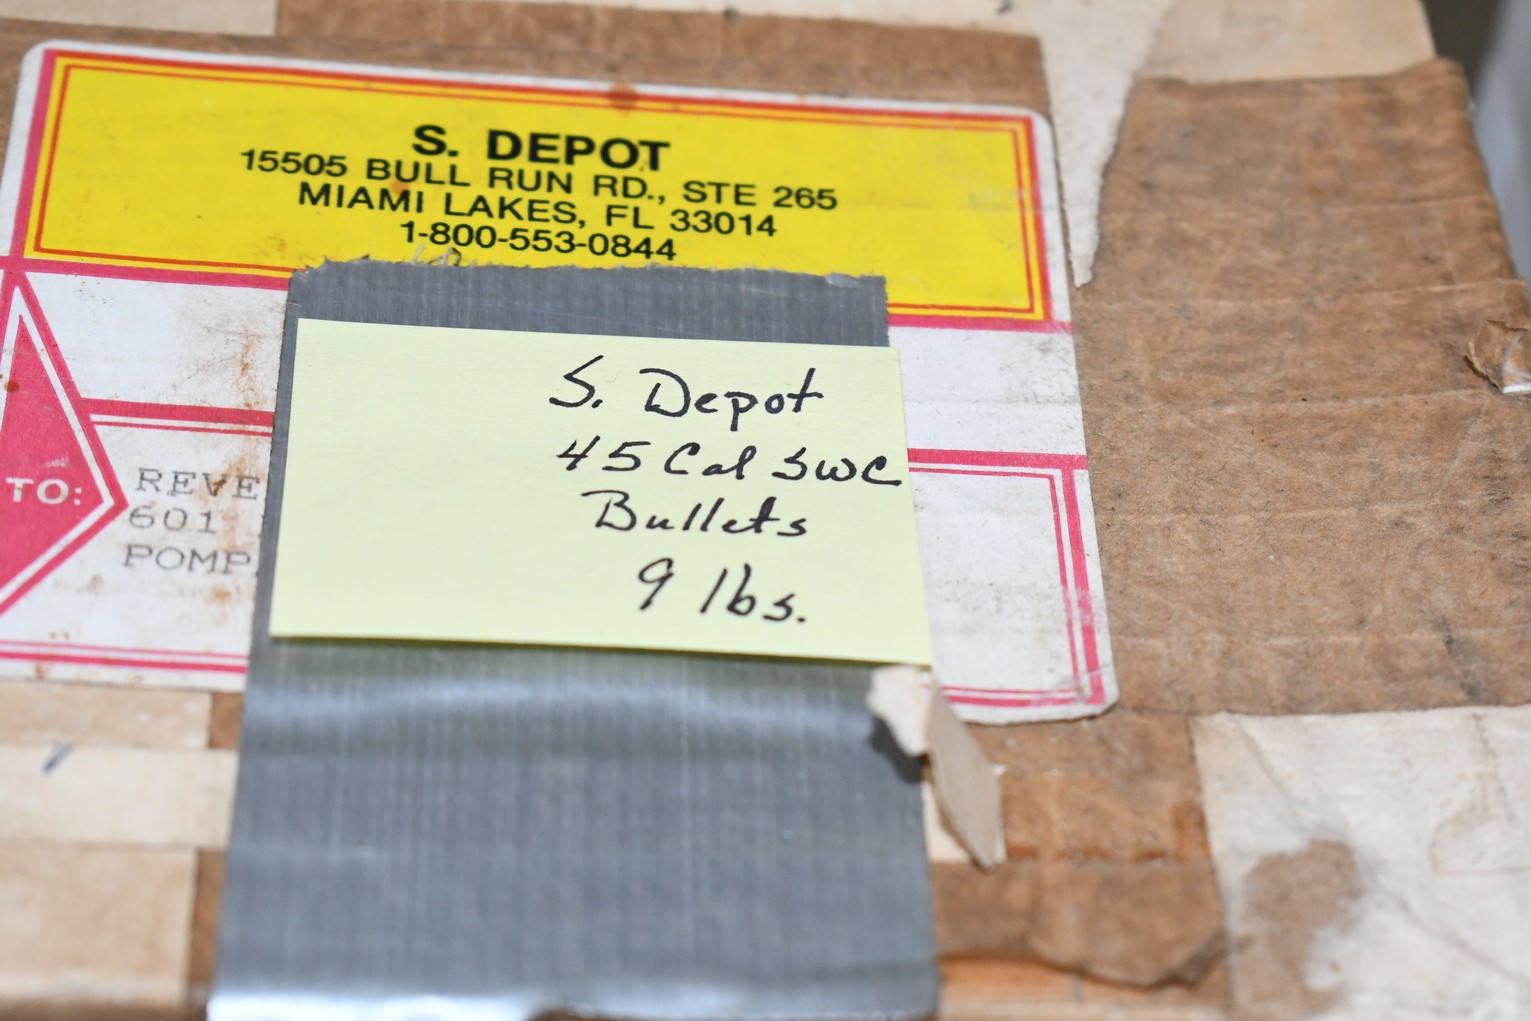 S. DEPOT
15505 BULL RUN RD., STE 265
MIAMI LAKES, FL 33014
1-800-553-0844
S. Depot
45 Cal SWC
Bullets
9 lbs.
TO:
REVE
601
POMP